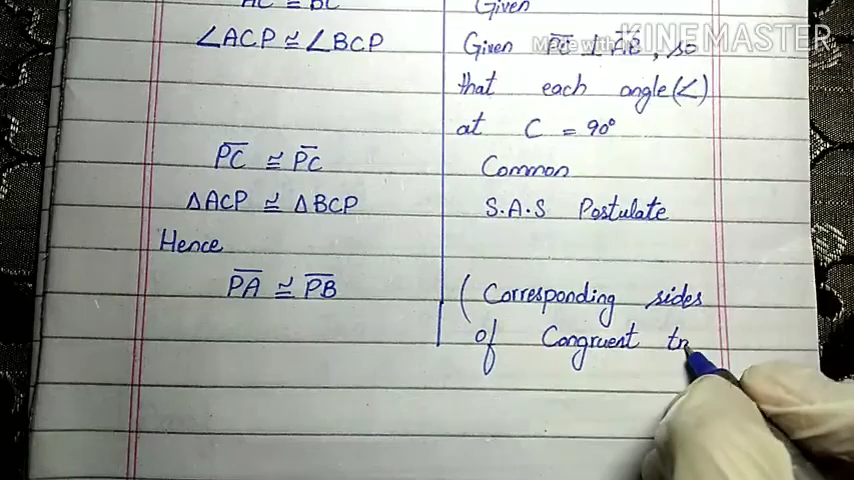 AC ≅ BC Given
∠ACP ≅ ∠BCP Given PC ⊥ AB, so
that each angle(∠)
at C = 90°
PC ≅ PC Common
ΔACP ≅ ΔBCP S.A.S Postulate
Hence
PA ≅ PB (Corresponding sides
of Congruent tr
Made with KINEMASTER